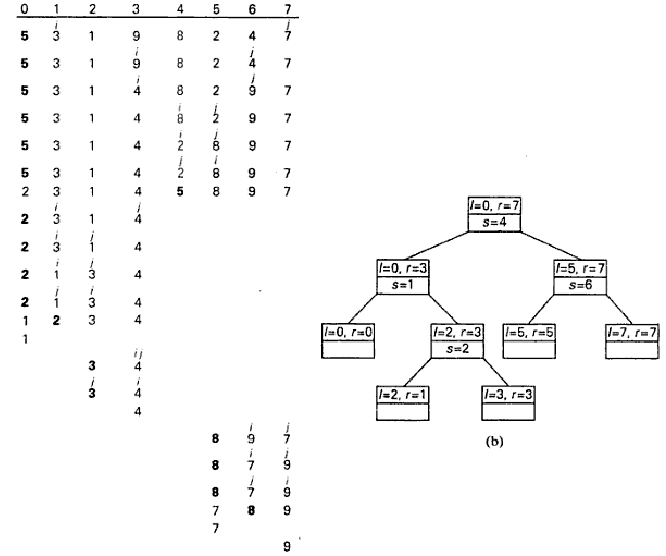 0 1 2 3 4 5 6 7
i j
5 3 1 9 8 2 4 7
i j
5 3 1 9 8 2 4 7
i j
5 3 1 4 8 2 9 7
i j
5 3 1 4 8 2 9 7
i j
5 3 1 4 2 8 9 7
j i
5 3 1 4 2 8 9 7
2 3 1 4 5 8 9 7
i j
2 3 1 4
i j
2 3 1 4
i j
2 1 3 4
j i
2 1 3 4
1 2 3 4
1
ij
3 4
j i
3 4
4
i j
8 9 7
i j
8 7 9
j i
8 7 9
7 8 9
7
9
l=0, r=7
s=4
l=0, r=3
s=1
l=5, r=7
s=6
l=0, r=0
l=2, r=3
s=2
l=5, r=5
l=7, r=7
l=2, r=1
l=3, r=3
(b)